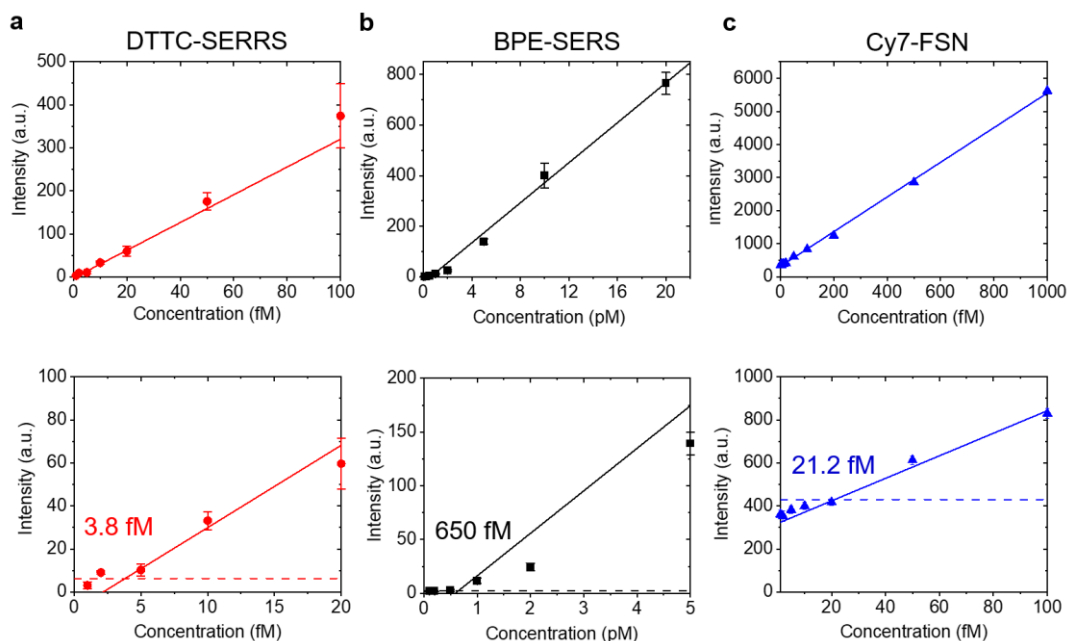 a
DTTC-SERRS
Intensity (a.u.)
500
400
300
200
100
0
0 20 40 60 80 100
Concentration (fM)
b
BPE-SERS
Intensity (a.u.)
800
600
400
200
0
0 4 8 12 16 20
Concentration (pM)
c
Cy7-FSN
Intensity (a.u.)
6000
5000
4000
3000
2000
1000
0
0 200 400 600 800 1000
Concentration (fM)
Intensity (a.u.)
100
80
60
40
20
0
3.8 fM
0 5 10 15 20
Concentration (fM)
Intensity (a.u.)
200
150
100
50
25
0
650 fM
0 1 2 3 4 5
Concentration (pM)
Intensity (a.u.)
1000
800
600
400
200
0
21.2 fM
20 40 60 80 100
Concentration (fM)